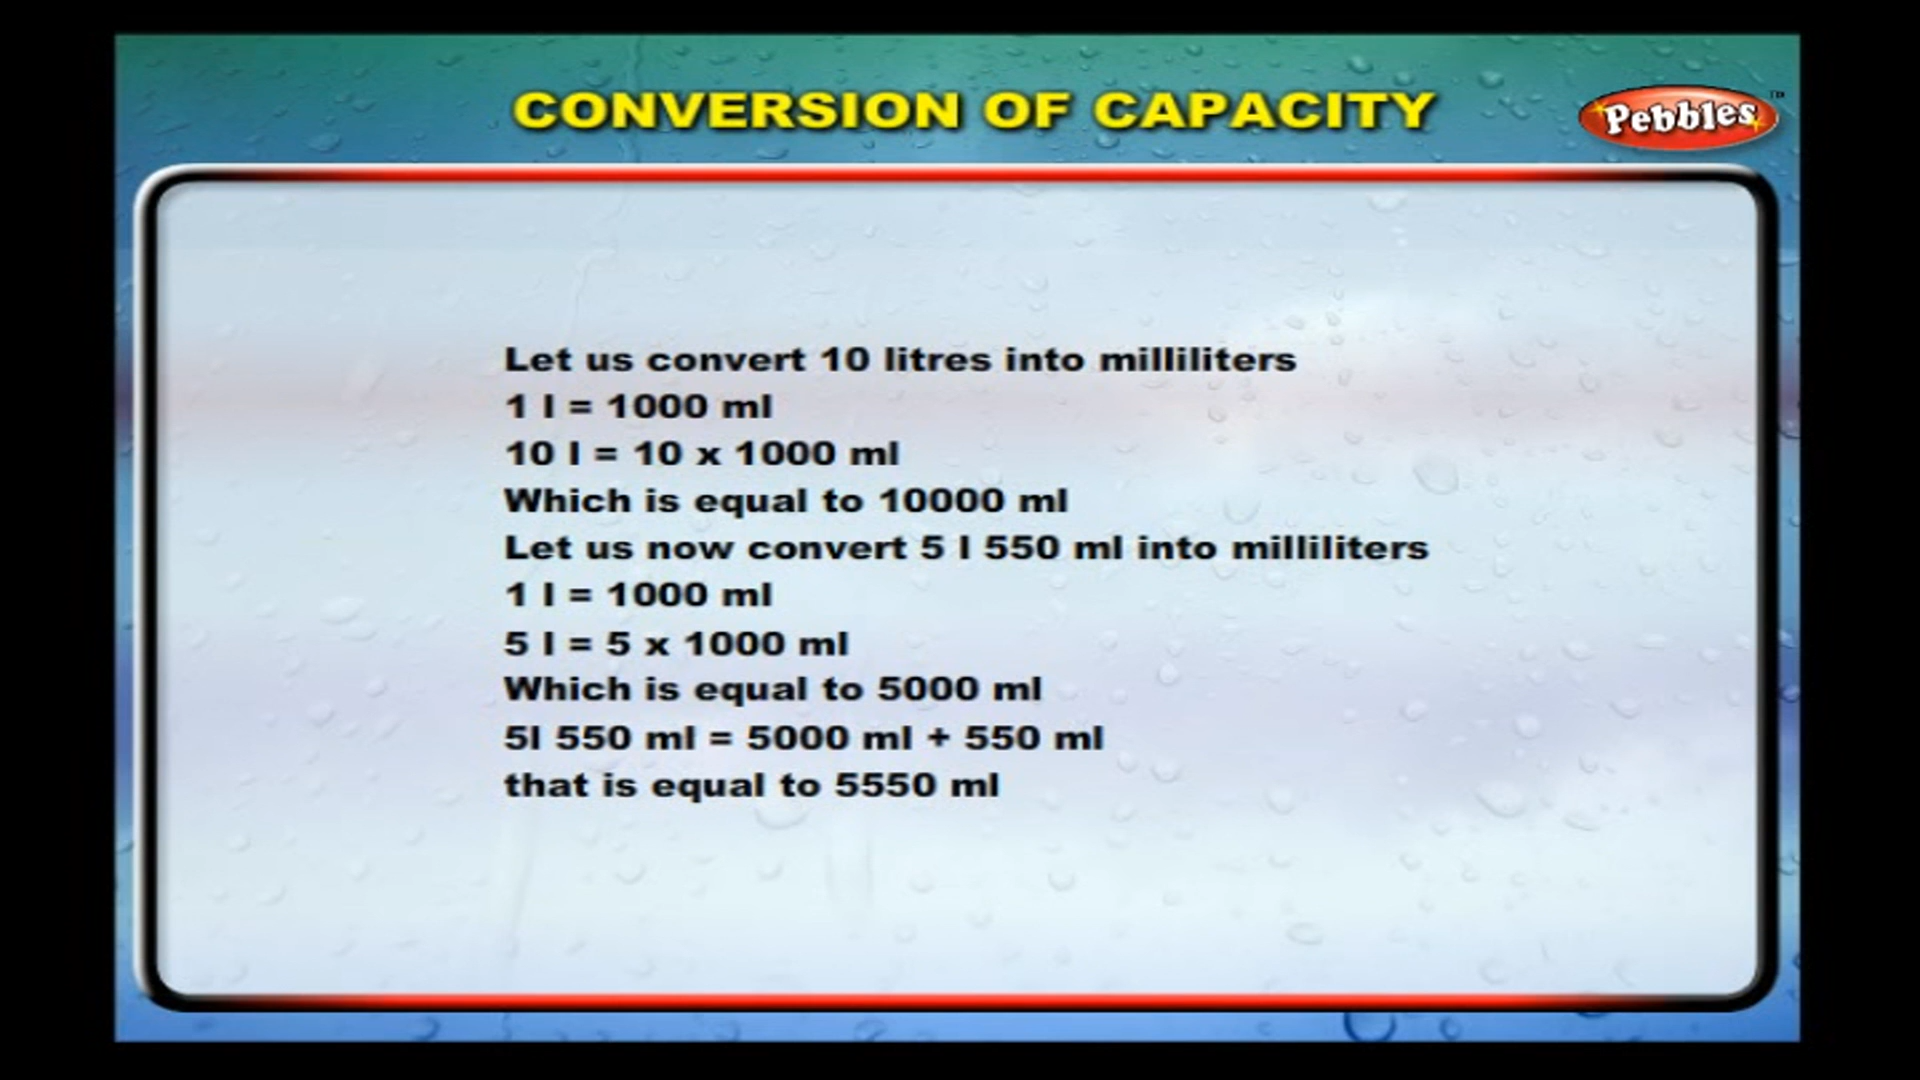 CONVERSION OF CAPACITY
Pebbles TM
Let us convert 10 litres into milliliters
1 l = 1000 ml
10 l = 10 x 1000 ml
Which is equal to 10000 ml
Let us now convert 5 l 550 ml into milliliters
1 l = 1000 ml
5 l = 5 x 1000 ml
Which is equal to 5000 ml
5l 550 ml = 5000 ml + 550 ml
that is equal to 5550 ml